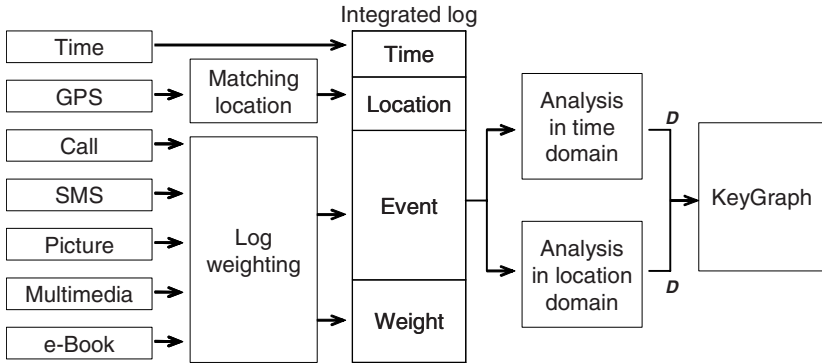 Integrated log
Time
GPS
Call
SMS
Picture
Multimedia
e-Book
Matching
location
Log
weighting
Time
Location
Event
Weight
Analysis
in time
domain
Analysis
in location
domain
D
D
KeyGraph